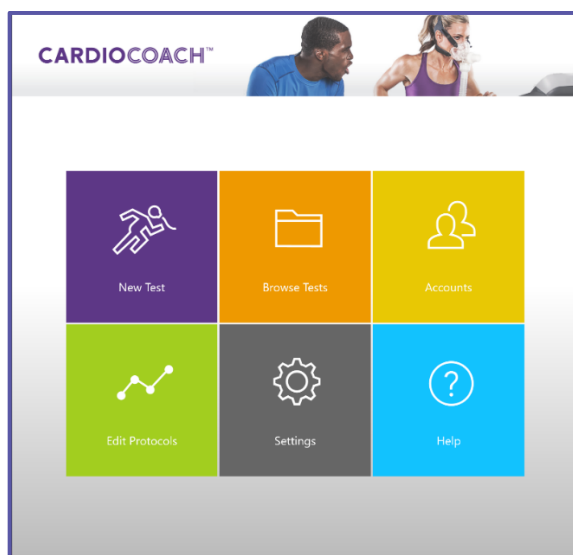 CARDIOCOACH™
New Test
Browse Tests
Accounts
Edit Protocols
Settings
Help